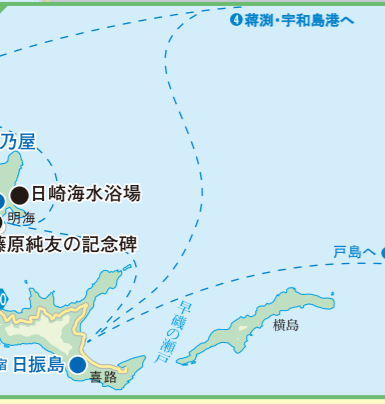 ❹蒋渕・宇和島港へ
乃屋
日崎海水浴場
明海
藤原純友の記念碑
戸島へ
早磯の瀬戸
横島
宿
日振島
喜路